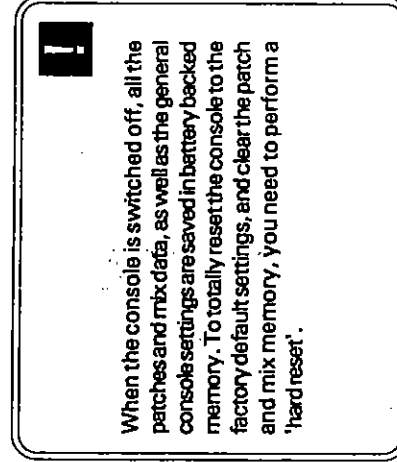 !
When the console is switched off, all the
patches and mix data, as well as the general
console settings are saved in battery backed
memory. To totally reset the console to the
factory default settings, and clear the patch
and mix memory, you need to perform a
'hard reset'.